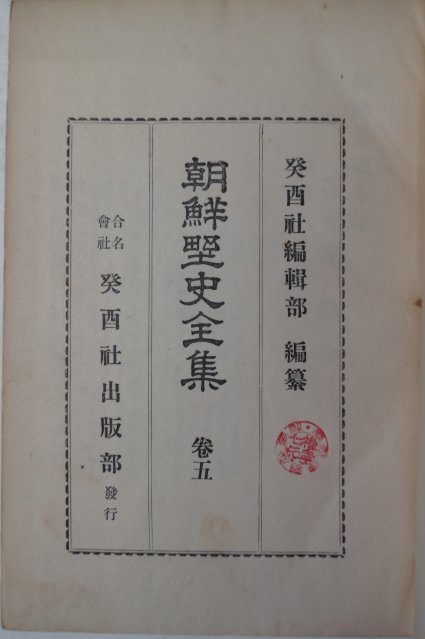 癸酉社編輯部 編纂
朝鮮野史全集 卷五
合名會社 癸酉社出版部 發行